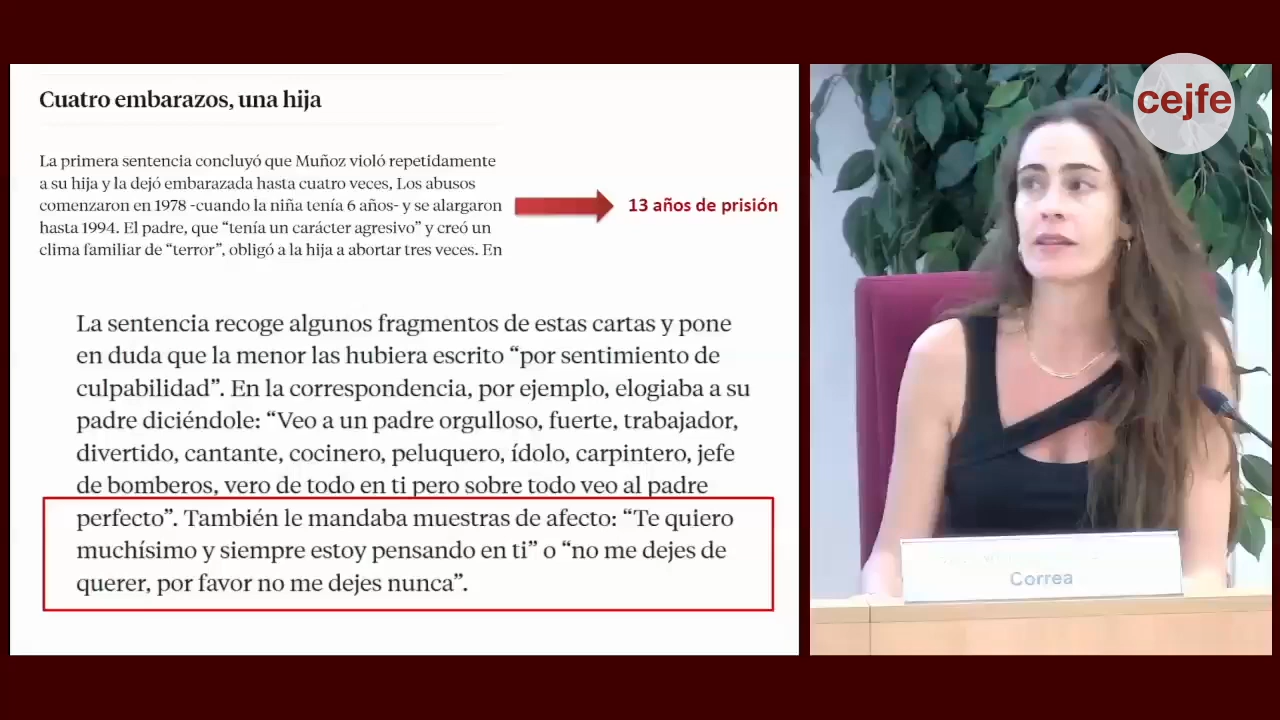 Cuatro embarazos, una hija
La primera sentencia concluyó que Muñoz violó repetidamente
a su hija y la dejó embarazada hasta cuatro veces, Los abusos
comenzaron en 1978 -cuando la niña tenía 6 años- y se alargaron
hasta 1994. El padre, que “tenía un carácter agresivo” y creó un
clima familiar de “terror”, obligó a la hija a abortar tres veces. En
13 años de prisión
La sentencia recoge algunos fragmentos de estas cartas y pone
en duda que la menor las hubiera escrito “por sentimiento de
culpabilidad”. En la correspondencia, por ejemplo, elogiaba a su
padre diciéndole: “Veo a un padre orgulloso, fuerte, trabajador,
divertido, cantante, cocinero, peluquero, ídolo, carpintero, jefe
de bomberos, vero de todo en ti pero sobre todo veo al padre
perfecto”. También le mandaba muestras de afecto: “Te quiero
muchísimo y siempre estoy pensando en ti” o “no me dejes de
querer, por favor no me dejes nunca”.
cejfe
Correa